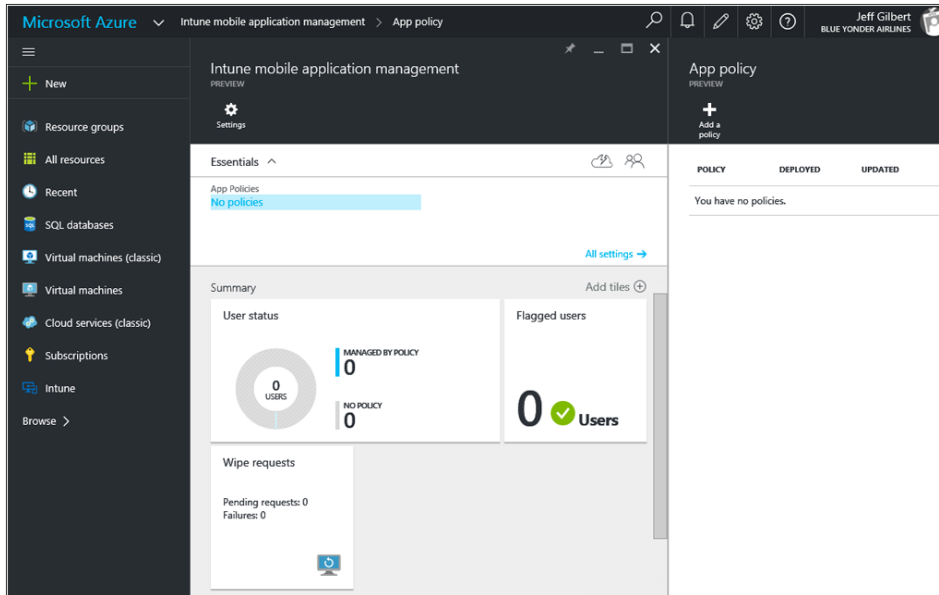 Microsoft Azure
Intune mobile application management > App policy
Jeff Gilbert
BLUE YONDER AIRLINES
New
Resource groups
All resources
Recent
SQL databases
Virtual machines (classic)
Virtual machines
Cloud services (classic)
Subscriptions
Intune
Browse >
Intune mobile application management
PREVIEW
Settings
Essentials
App Policies
No policies
All settings →
Summary
Add tiles
User status
0
USERS
MANAGED BY POLICY
0
NO POLICY
0
Flagged users
0 Users
Wipe requests
Pending requests: 0
Failures: 0
App policy
PREVIEW
Add a
policy
POLICY DEPLOYED UPDATED
You have no policies.